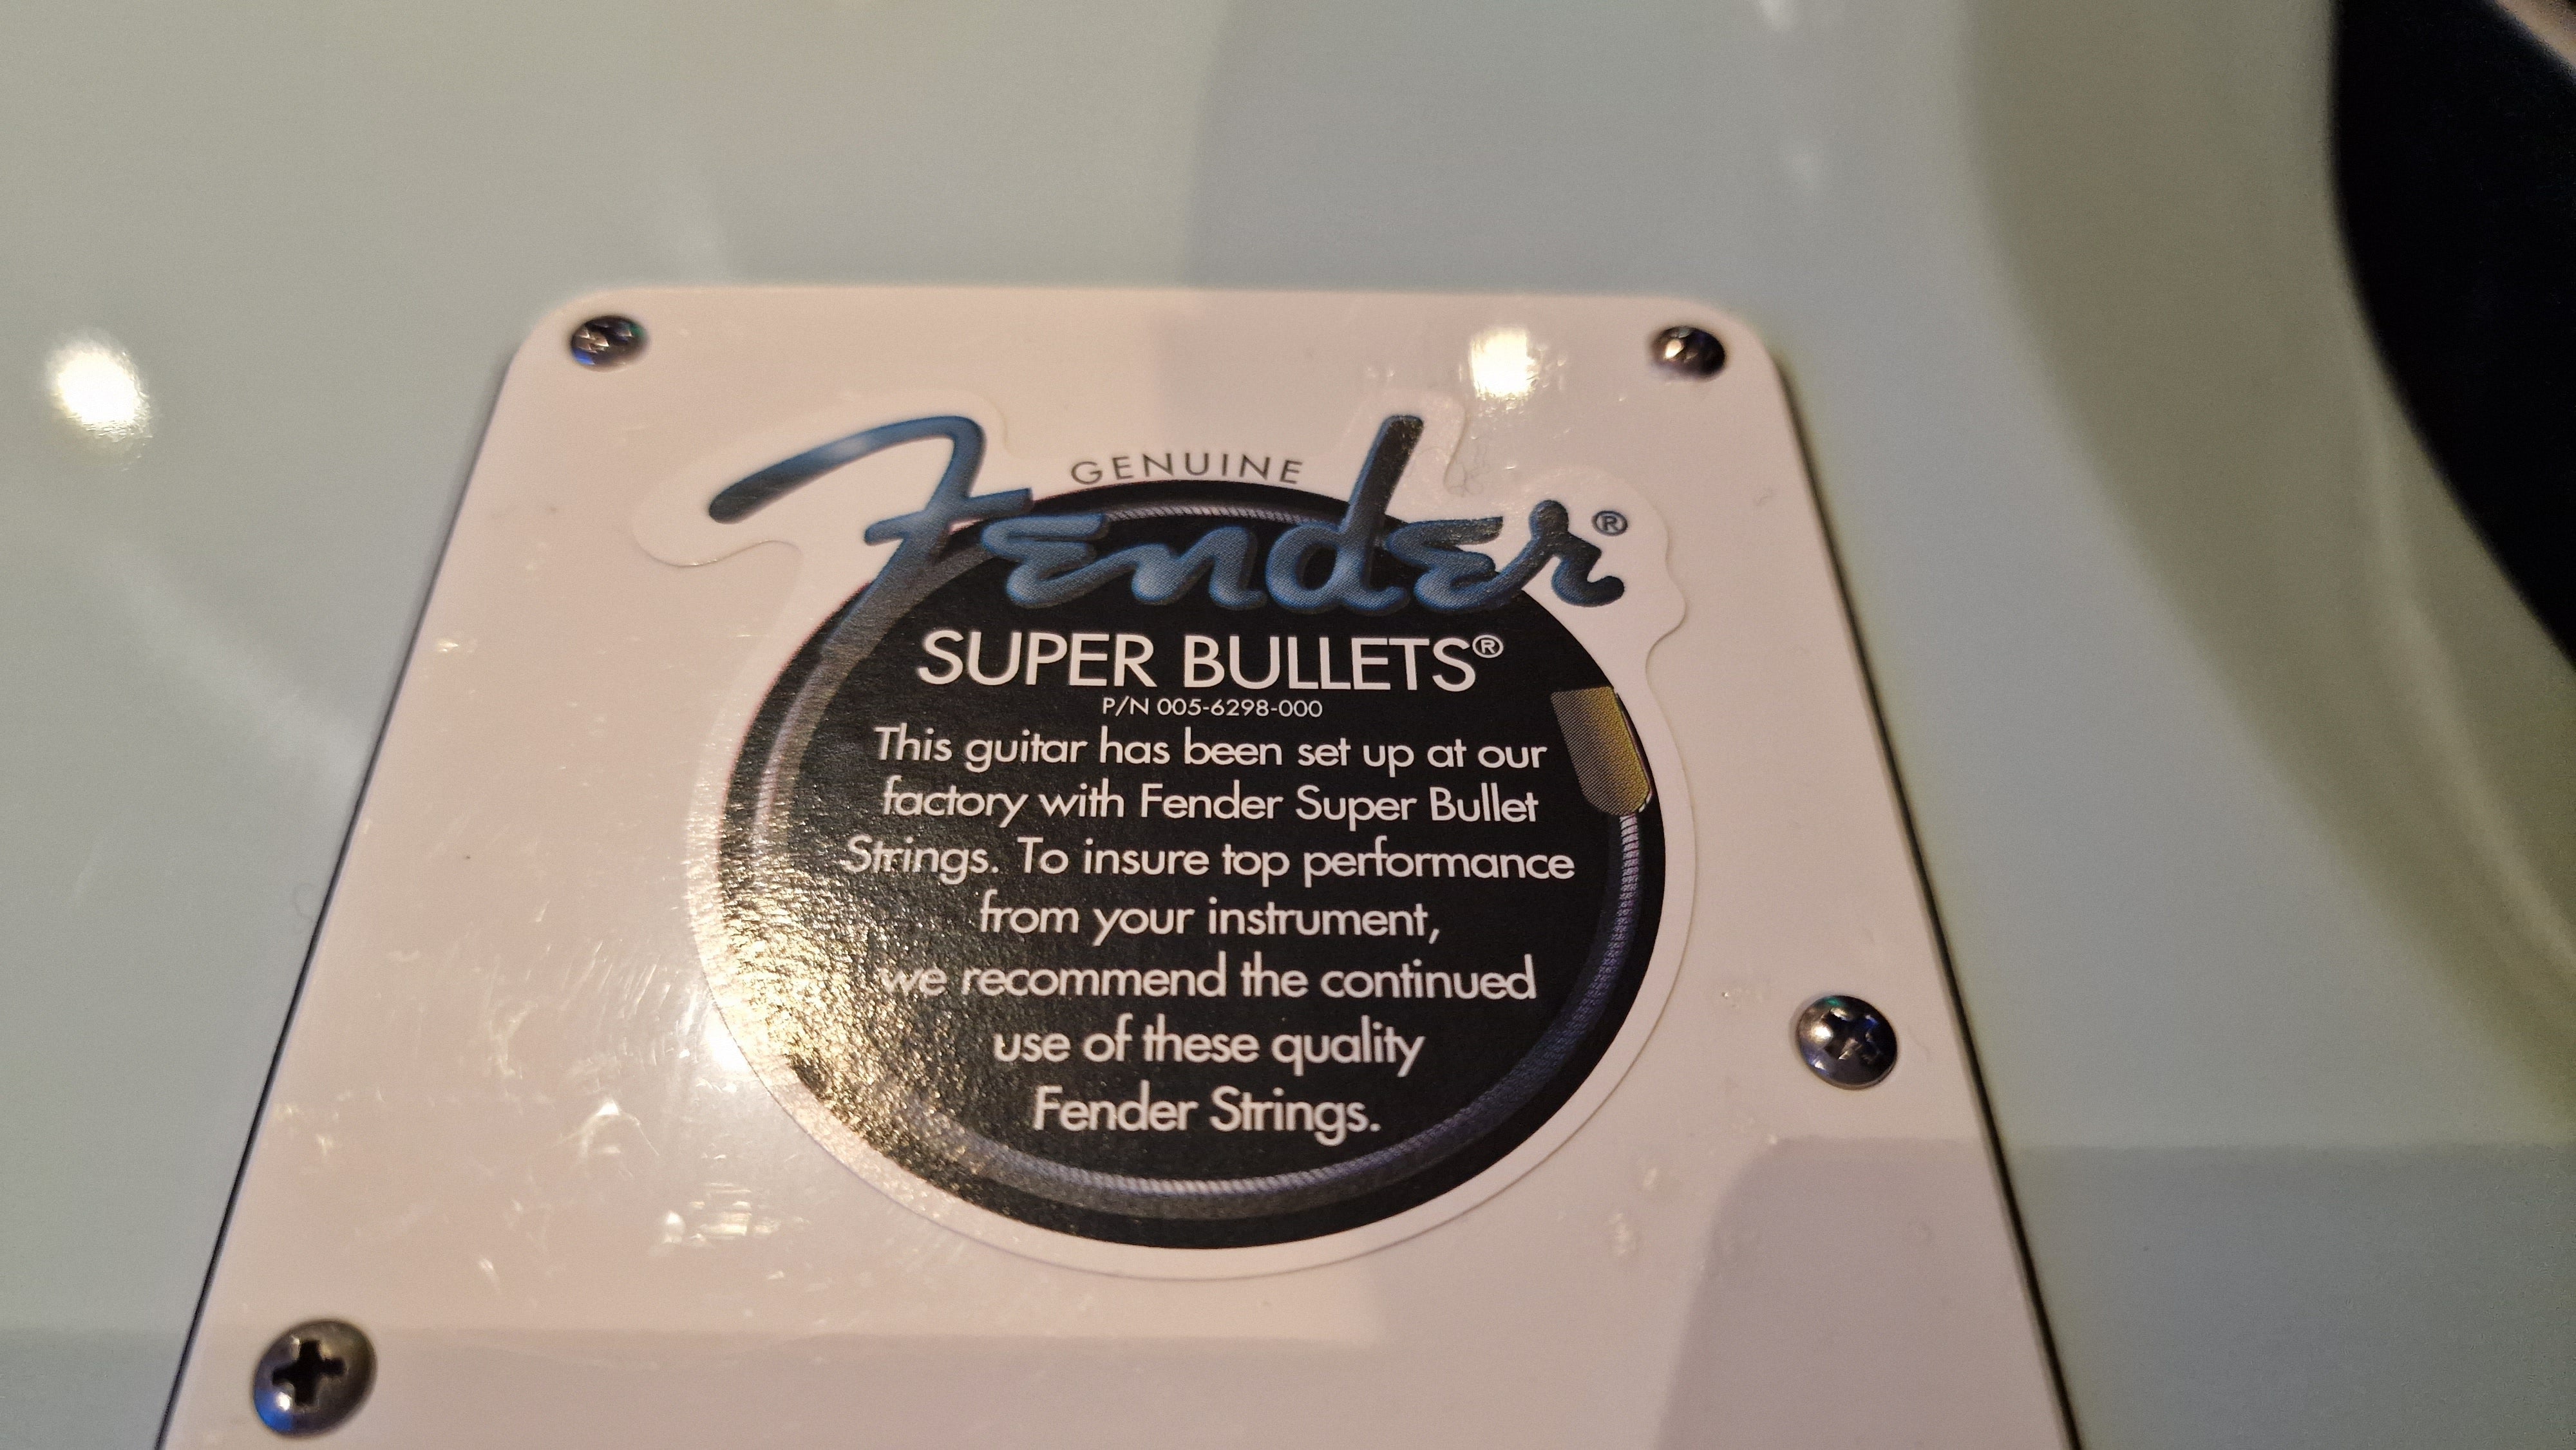 GENUINE
Fender®
SUPER BULLETS®
P/N 005-6298-000
This guitar has been set up at our
factory with Fender Super Bullet
Strings. To insure top performance
from your instrument,
we recommend the continued
use of these quality
Fender Strings.